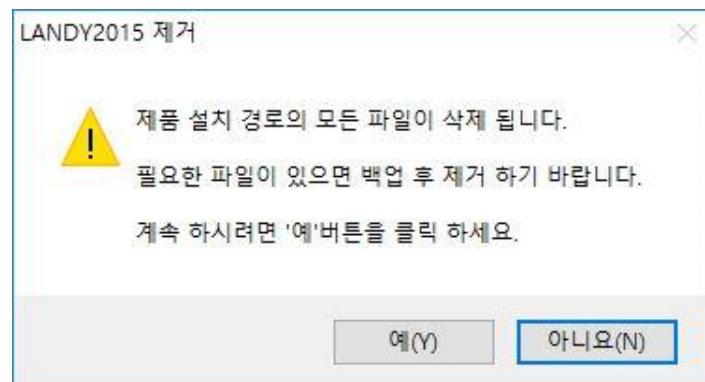 LANDY2015 제거
제품 설치 경로의 모든 파일이 삭제 됩니다.
필요한 파일이 있으면 백업 후 제거 하기 바랍니다.
계속 하시려면 '예'버튼을 클릭 하세요.
예(Y)
아니요(N)